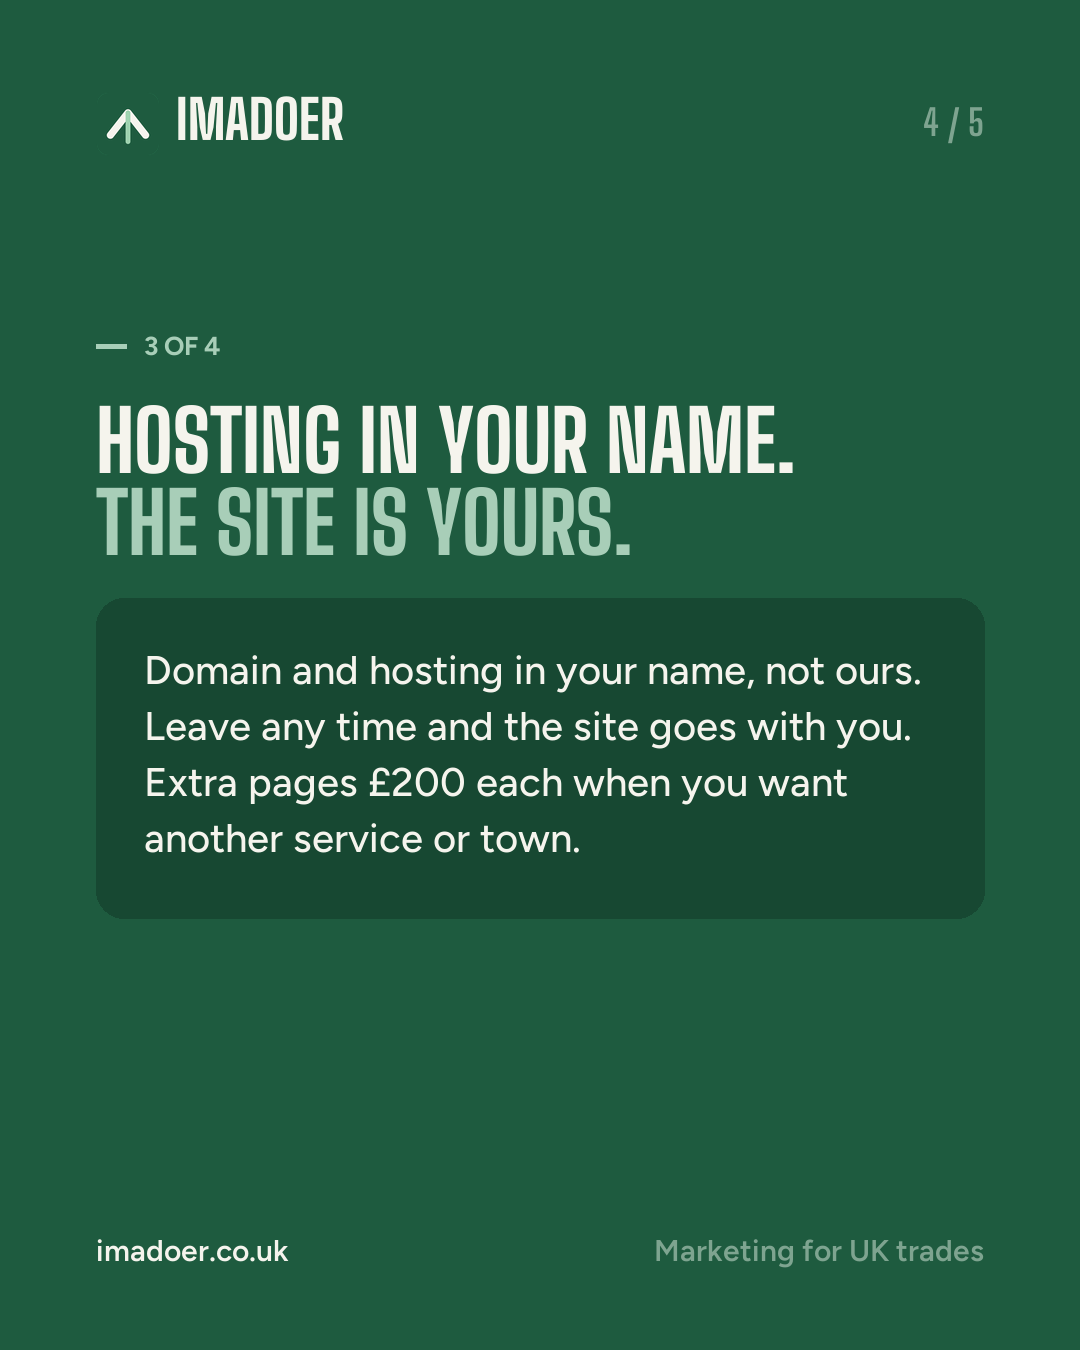 IMADOER
4 / 5
3 OF 4
HOSTING IN YOUR NAME.
THE SITE IS YOURS.
Domain and hosting in your name, not ours.
Leave any time and the site goes with you.
Extra pages £200 each when you want
another service or town.
imadoer.co.uk
Marketing for UK trades